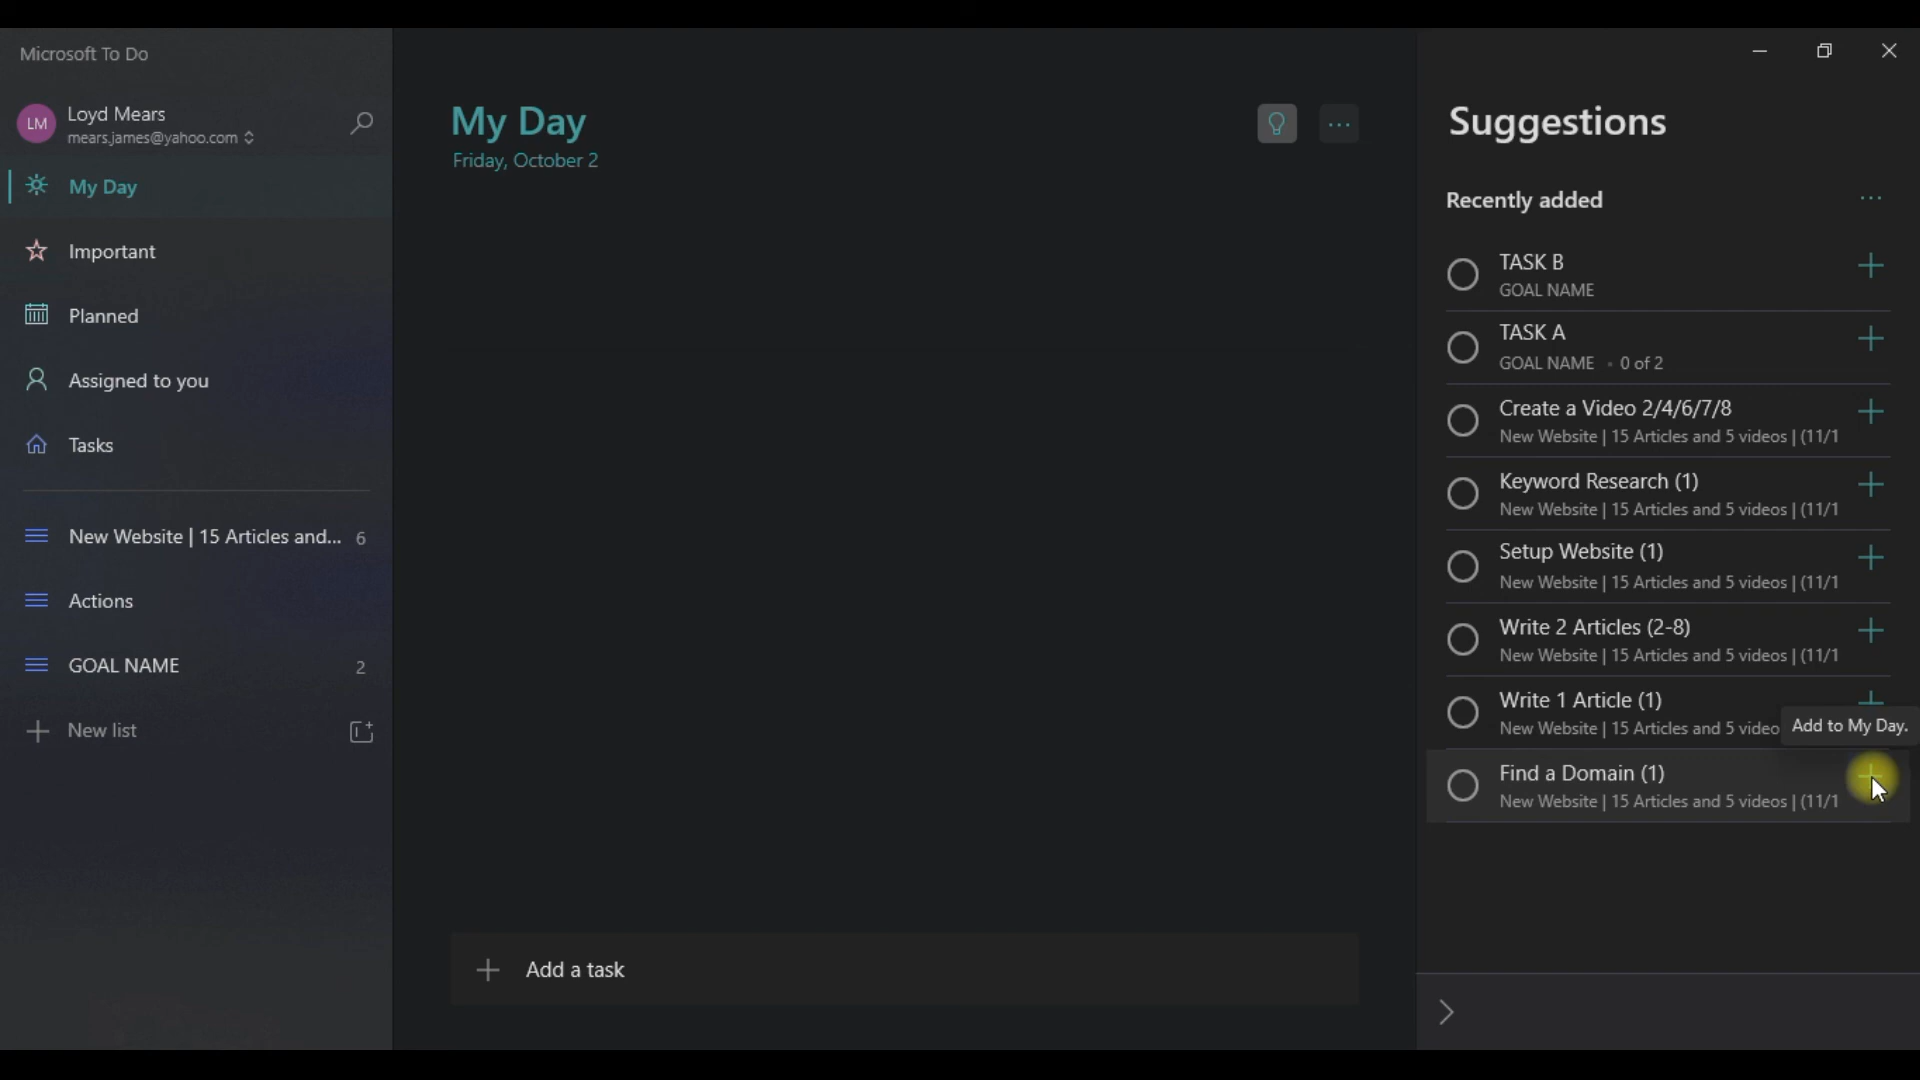 Microsoft To Do
LM
Loyd Mears
mears.james@yahoo.com
My Day
Important
Planned
Assigned to you
Tasks
New Website | 15 Articles and... 6
Actions
GOAL NAME 2
New list
My Day
Friday, October 2
Add a task
Suggestions
Recently added
TASK B
GOAL NAME
TASK A
GOAL NAME • 0 of 2
Create a Video 2/4/6/7/8
New Website | 15 Articles and 5 videos | (11/1
Keyword Research (1)
New Website | 15 Articles and 5 videos | (11/1
Setup Website (1)
New Website | 15 Articles and 5 videos | (11/1
Write 2 Articles (2-8)
New Website | 15 Articles and 5 videos | (11/1
Write 1 Article (1)
New Website | 15 Articles and 5 video
Add to My Day.
Find a Domain (1)
New Website | 15 Articles and 5 videos | (11/1